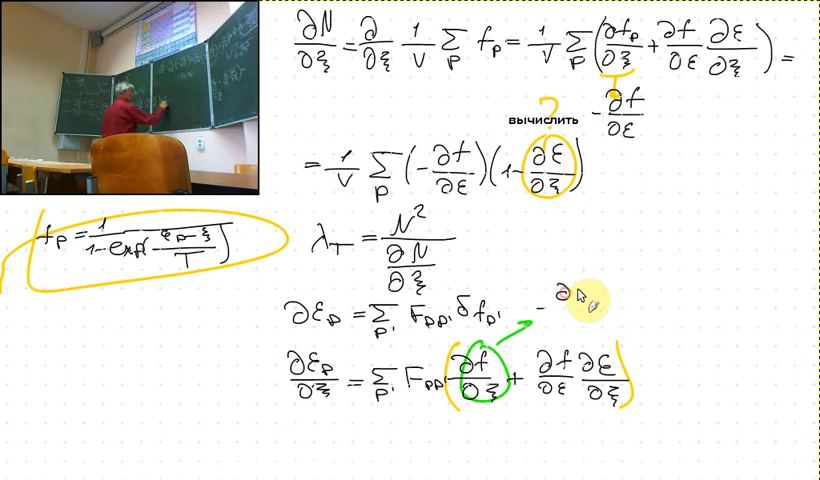 ∂N/∂ξ = ∂/∂ξ 1/V Σ_p f_p = 1/V Σ_p (∂f_p/∂ξ + ∂f/∂ε ∂ε/∂ξ) =
?
вычислить
- ∂f/∂ε
= 1/V Σ_p (-∂f/∂ε)(1-∂ε/∂ξ)
f_p = 1/(1-exp(-(ε_p-ξ)/T))
λ_T = N²/(∂N/∂ξ)
∂ε_p = Σ_p' F_pp' δf_p'
- ∂
∂ε_p/∂ξ = Σ_p' F_pp' (∂f/∂ξ + ∂f/∂ε ∂ε/∂ξ)